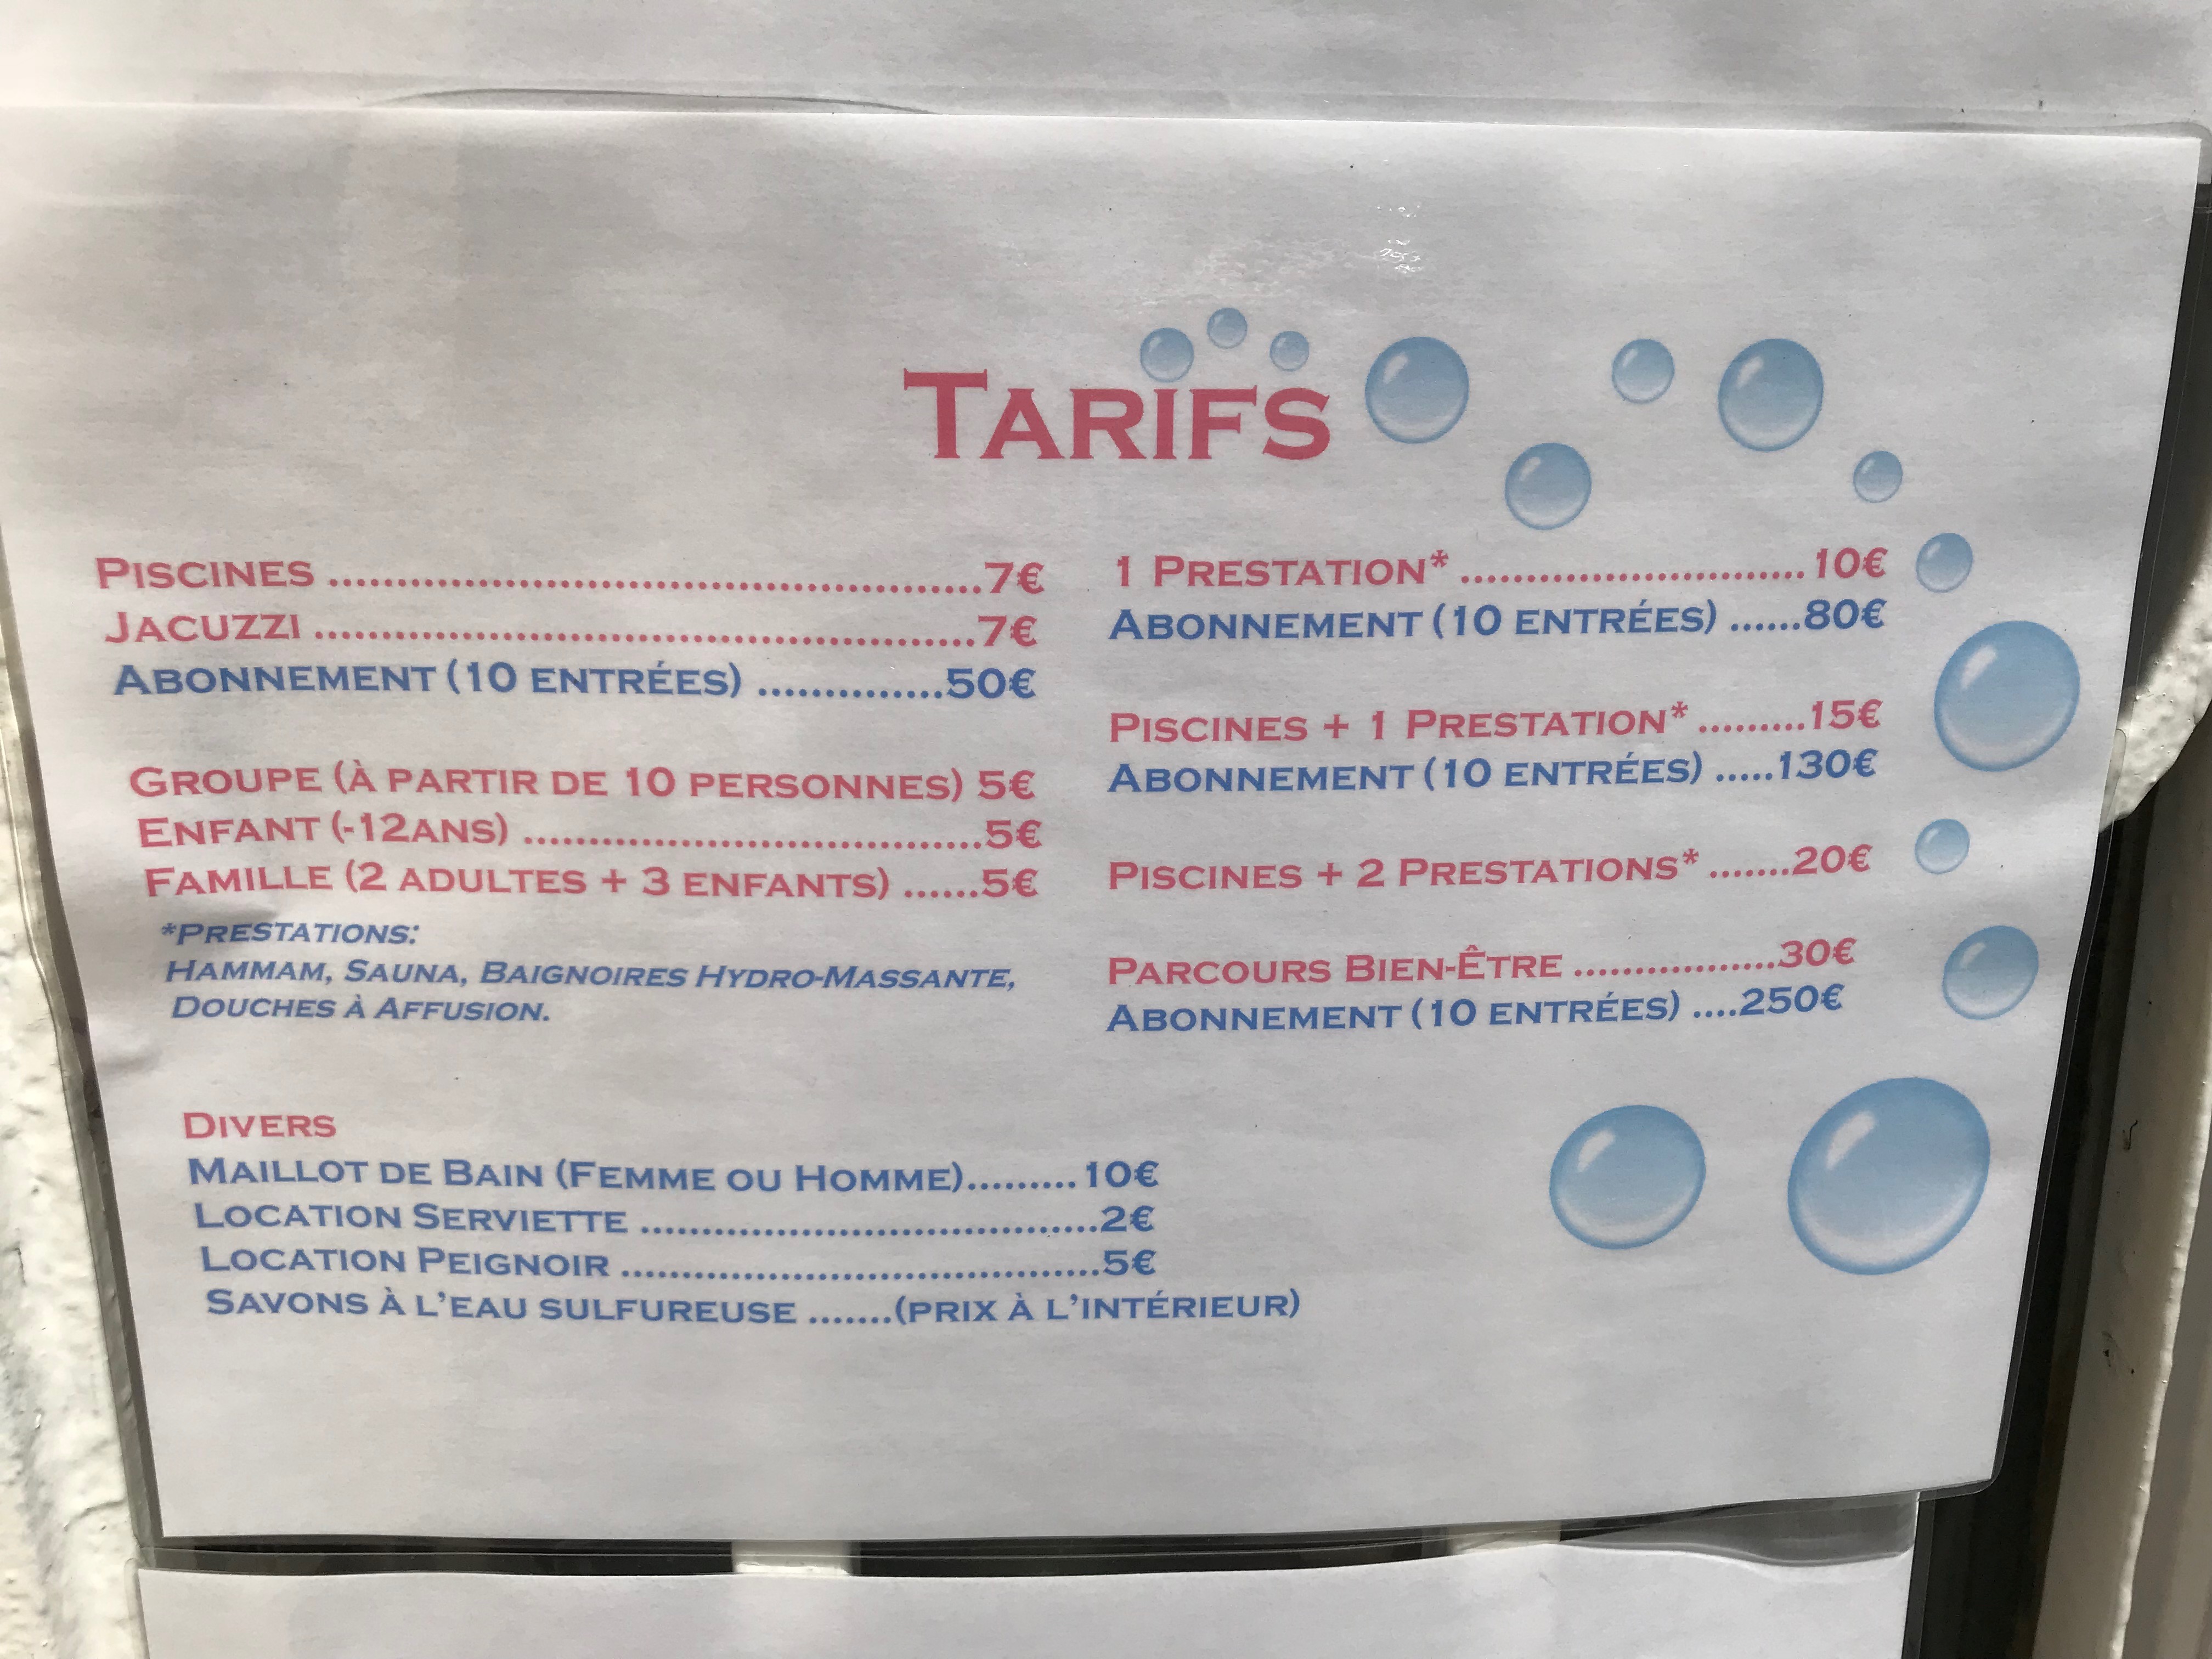 TARIFS
PISCINES ................................................7€
JACUZZI .................................................7€
ABONNEMENT (10 ENTRÉES) ..............50€
GROUPE (À PARTIR DE 10 PERSONNES) 5€
ENFANT (-12ANS) ..................................5€
FAMILLE (2 ADULTES + 3 ENFANTS) ......5€
*PRESTATIONS:
HAMMAM, SAUNA, BAIGNOIRES HYDRO-MASSANTE,
DOUCHES À AFFUSION.
1 PRESTATION* ...........................10€
ABONNEMENT (10 ENTRÉES) ......80€
PISCINES + 1 PRESTATION* .........15€
ABONNEMENT (10 ENTRÉES) .....130€
PISCINES + 2 PRESTATIONS* .......20€
PARCOURS BIEN-ÊTRE .................30€
ABONNEMENT (10 ENTRÉES) ....250€
DIVERS
MAILLOT DE BAIN (FEMME OU HOMME).........10€
LOCATION SERVIETTE .....................................2€
LOCATION PEIGNOIR .......................................5€
SAVONS À L'EAU SULFUREUSE .......(PRIX À L'INTÉRIEUR)